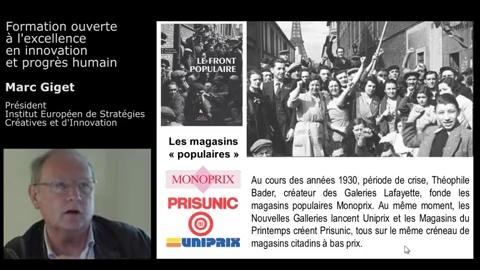 Formation ouverte
à l'excellence
en innovation
et progrès humain
Marc Giget
Président
Institut Européen de Stratégies
Créatives et d'Innovation
LE FRONT
POPULAIRE
Les magasins
« populaires »
MONOPRIX
PRISUNIC
UNIPRIX
Au cours des années 1930, période de crise, Théophile
Bader, créateur des Galeries Lafayette, fonde les
magasins populaires Monoprix. Au même moment, les
Nouvelles Galleries lancent Uniprix et les Magasins du
Printemps créent Prisunic, tous sur le même créneau de
magasins citadins à bas prix.